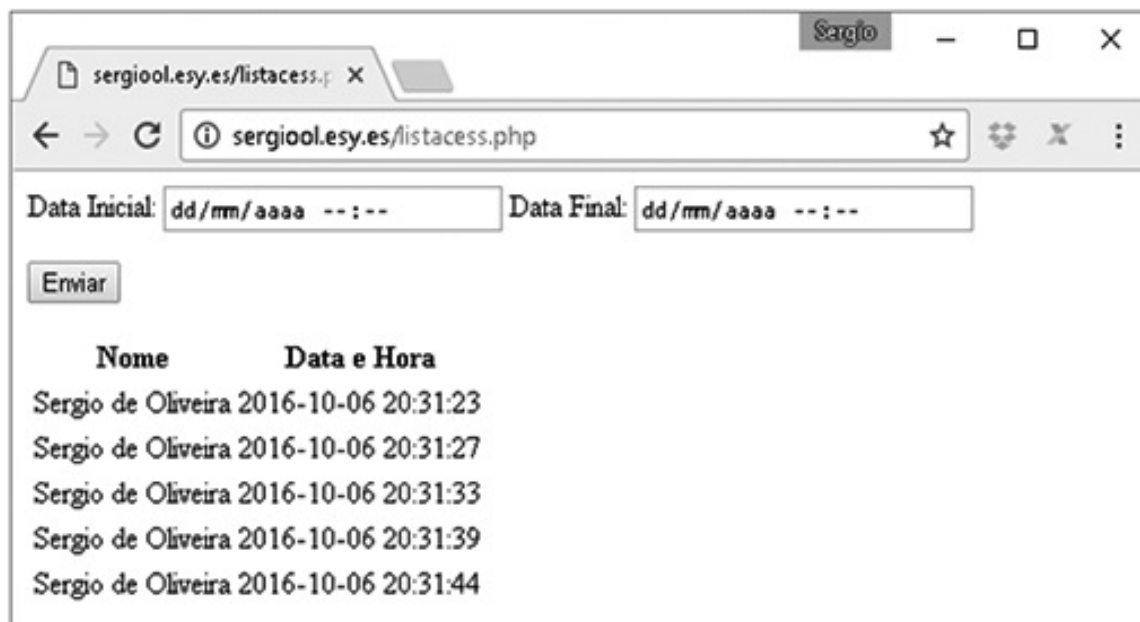 Sergio
sergiool.esy.es/listacess.p
sergiool.esy.es/listacess.php
Data Inicial: dd/mm/aaaa --:-- Data Final: dd/mm/aaaa --:--
Enviar
Nome Data e Hora
Sergio de Oliveira 2016-10-06 20:31:23
Sergio de Oliveira 2016-10-06 20:31:27
Sergio de Oliveira 2016-10-06 20:31:33
Sergio de Oliveira 2016-10-06 20:31:39
Sergio de Oliveira 2016-10-06 20:31:44